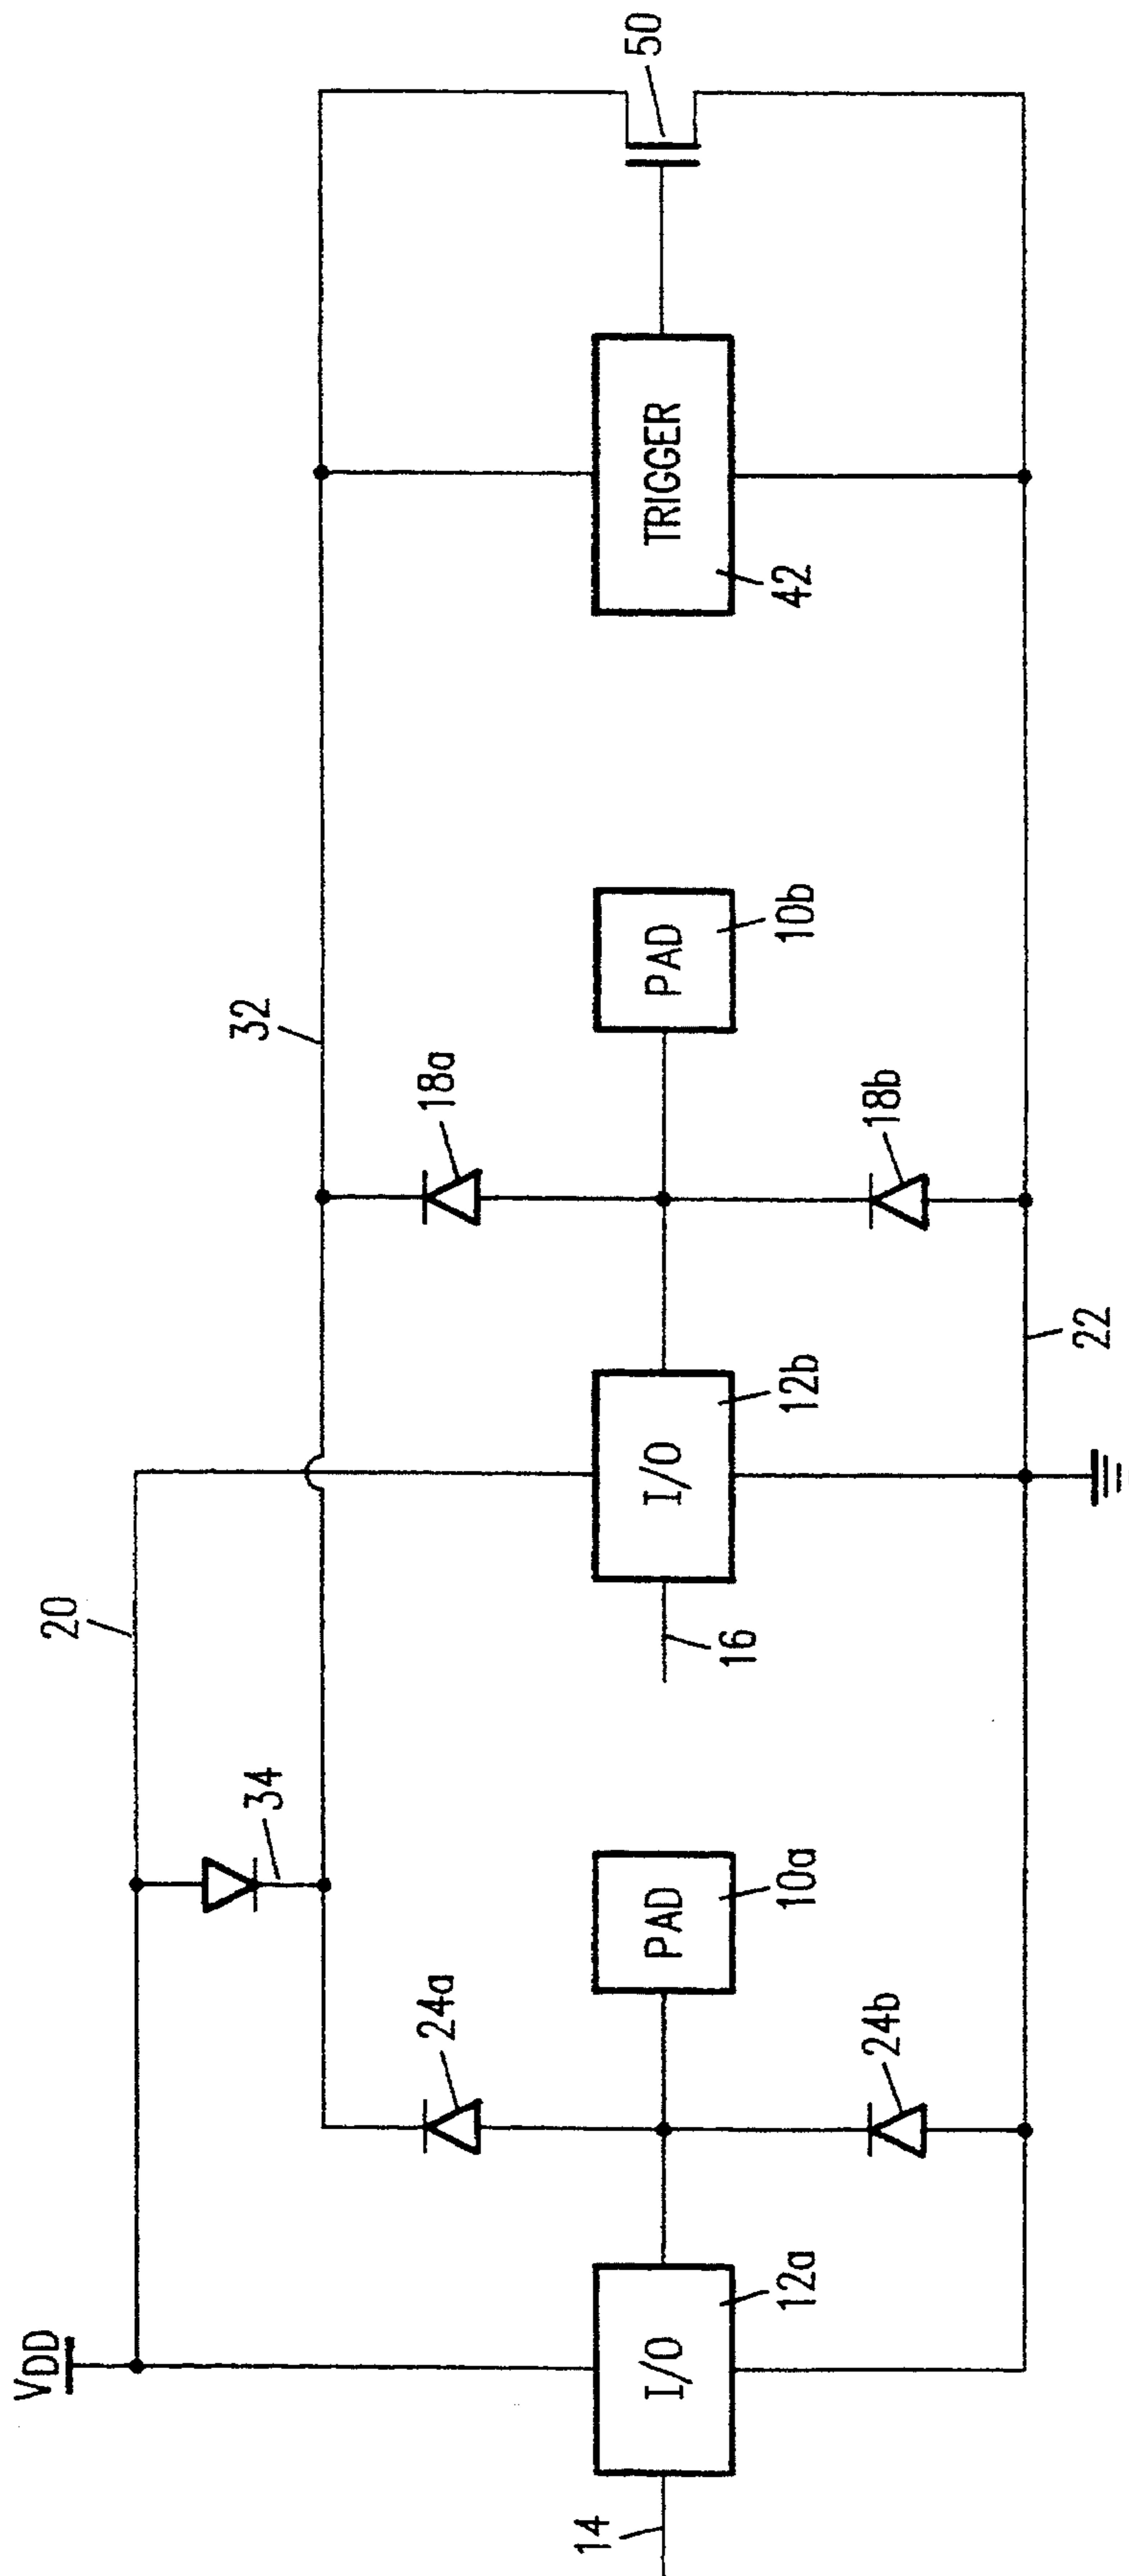 VDD
20
34
32
50
24a
18a
14
I/O
12a
PAD
10a
16
I/O
12b
PAD
10b
TRIGGER
42
24b
18b
22